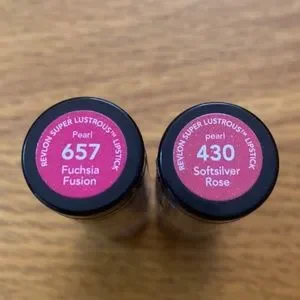 REVLON SUPER LUSTROUS™ LIPSTICK
Pearl
657
Fuchsia
Fusion
REVLON SUPER LUSTROUS™ LIPSTICK
pearl
430
Softsilver
Rose